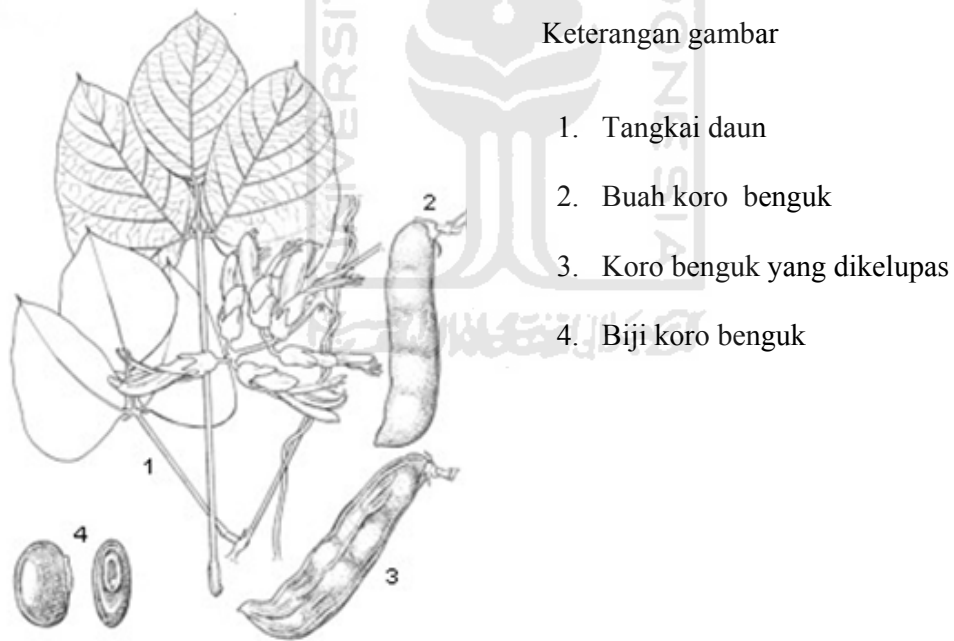 Keterangan gambar
1. Tangkai daun
2. Buah koro benguk
3. Koro benguk yang dikelupas
4. Biji koro benguk
2
1
4
3